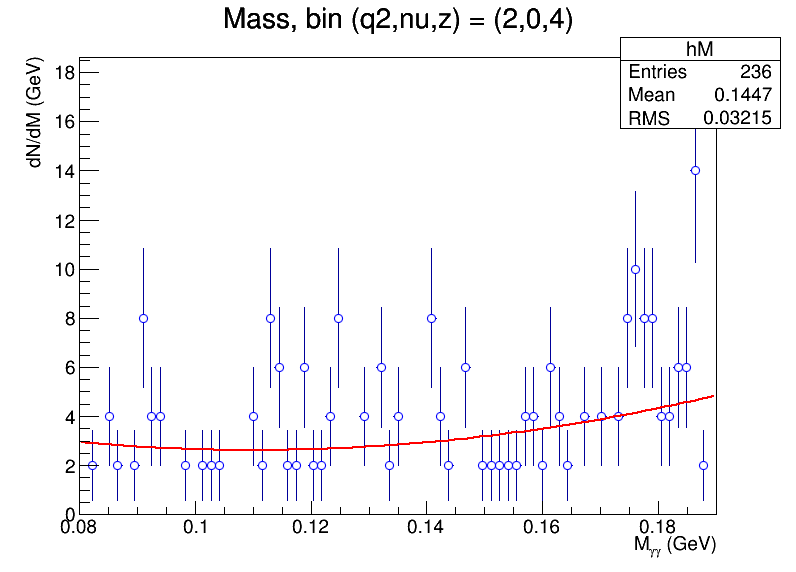 Mass, bin (q2,nu,z) = (2,0,4)
hM
Entries 236
Mean 0.1447
RMS 0.03215
dN/dM (GeV)
18
16
14
12
10
8
6
4
2
0
0.08 0.1 0.12 0.14 0.16 0.18
Mγγ (GeV)